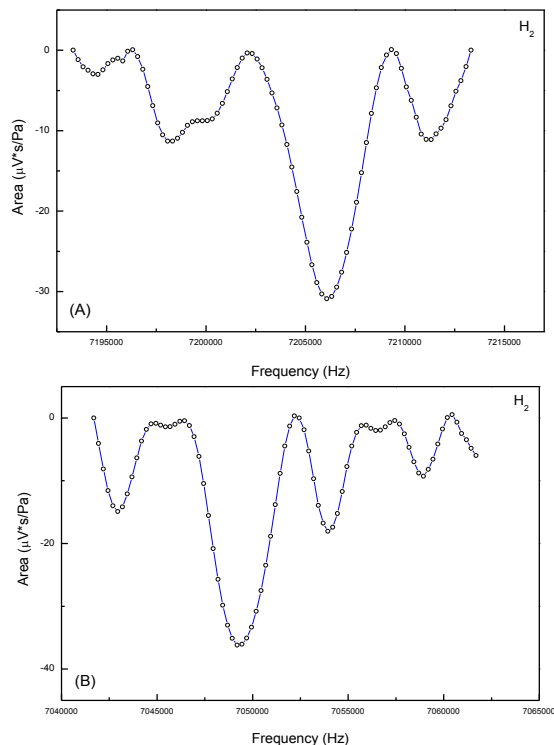 H₂
0
-10
-20
-30
Area (μV*s/Pa)
(A)
7195000 7200000 7205000 7210000 7215000
Frequency (Hz)
H₂
0
-20
-40
Area (μV*s/Pa)
(B)
7040000 7045000 7050000 7055000 7060000 7065000
Frequency (Hz)